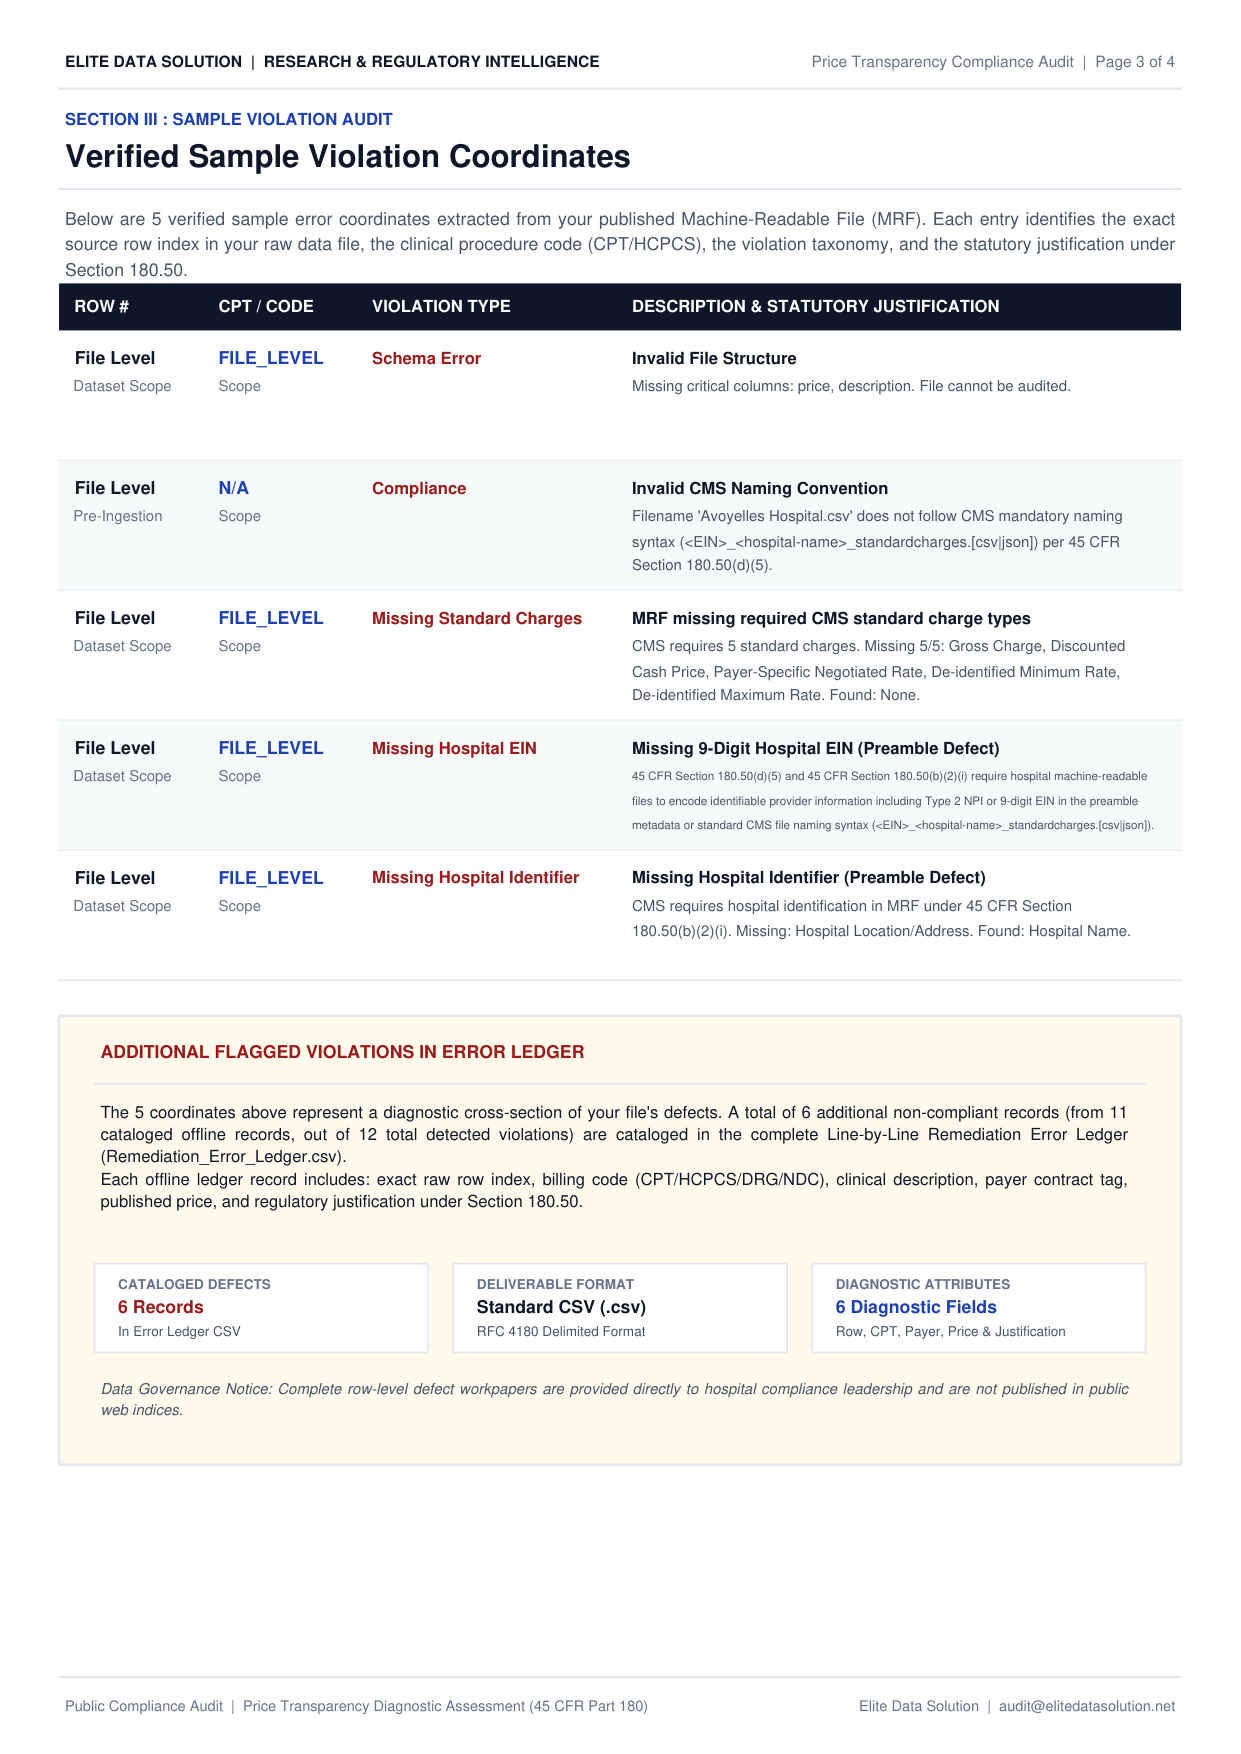 ELITE DATA SOLUTION | RESEARCH & REGULATORY INTELLIGENCE
Price Transparency Compliance Audit | Page 3 of 4
SECTION III : SAMPLE VIOLATION AUDIT
Verified Sample Violation Coordinates
Below are 5 verified sample error coordinates extracted from your published Machine-Readable File (MRF). Each entry identifies the exact
source row index in your raw data file, the clinical procedure code (CPT/HCPCS), the violation taxonomy, and the statutory justification under
Section 180.50.
ROW # CPT / CODE VIOLATION TYPE DESCRIPTION & STATUTORY JUSTIFICATION
File Level FILE_LEVEL Schema Error Invalid File Structure
Dataset Scope Scope Missing critical columns: price, description. File cannot be audited.
File Level N/A Compliance Invalid CMS Naming Convention
Pre-Ingestion Scope Filename 'Avoyelles Hospital.csv' does not follow CMS mandatory naming
syntax (<EIN>_<hospital-name>_standardcharges.[csv|json]) per 45 CFR
Section 180.50(d)(5).
File Level FILE_LEVEL Missing Standard Charges MRF missing required CMS standard charge types
Dataset Scope Scope CMS requires 5 standard charges. Missing 5/5: Gross Charge, Discounted
Cash Price, Payer-Specific Negotiated Rate, De-identified Minimum Rate,
De-identified Maximum Rate. Found: None.
File Level FILE_LEVEL Missing Hospital EIN Missing 9-Digit Hospital EIN (Preamble Defect)
Dataset Scope Scope 45 CFR Section 180.50(d)(5) and 45 CFR Section 180.50(b)(2)(i) require hospital machine-readable
files to encode identifiable provider information including Type 2 NPI or 9-digit EIN in the preamble
metadata or standard CMS file naming syntax (<EIN>_<hospital-name>_standardcharges.[csv|json]).
File Level FILE_LEVEL Missing Hospital Identifier Missing Hospital Identifier (Preamble Defect)
Dataset Scope Scope CMS requires hospital identification in MRF under 45 CFR Section
180.50(b)(2)(i). Missing: Hospital Location/Address. Found: Hospital Name.
ADDITIONAL FLAGGED VIOLATIONS IN ERROR LEDGER
The 5 coordinates above represent a diagnostic cross-section of your file's defects. A total of 6 additional non-compliant records (from 11
cataloged offline records, out of 12 total detected violations) are cataloged in the complete Line-by-Line Remediation Error Ledger
(Remediation_Error_Ledger.csv).
Each offline ledger record includes: exact raw row index, billing code (CPT/HCPCS/DRG/NDC), clinical description, payer contract tag,
published price, and regulatory justification under Section 180.50.
CATALOGED DEFECTS
6 Records
In Error Ledger CSV
DELIVERABLE FORMAT
Standard CSV (.csv)
RFC 4180 Delimited Format
DIAGNOSTIC ATTRIBUTES
6 Diagnostic Fields
Row, CPT, Payer, Price & Justification
Data Governance Notice: Complete row-level defect workpapers are provided directly to hospital compliance leadership and are not published in public
web indices.
Public Compliance Audit | Price Transparency Diagnostic Assessment (45 CFR Part 180)
Elite Data Solution | audit@elitedatasolution.net